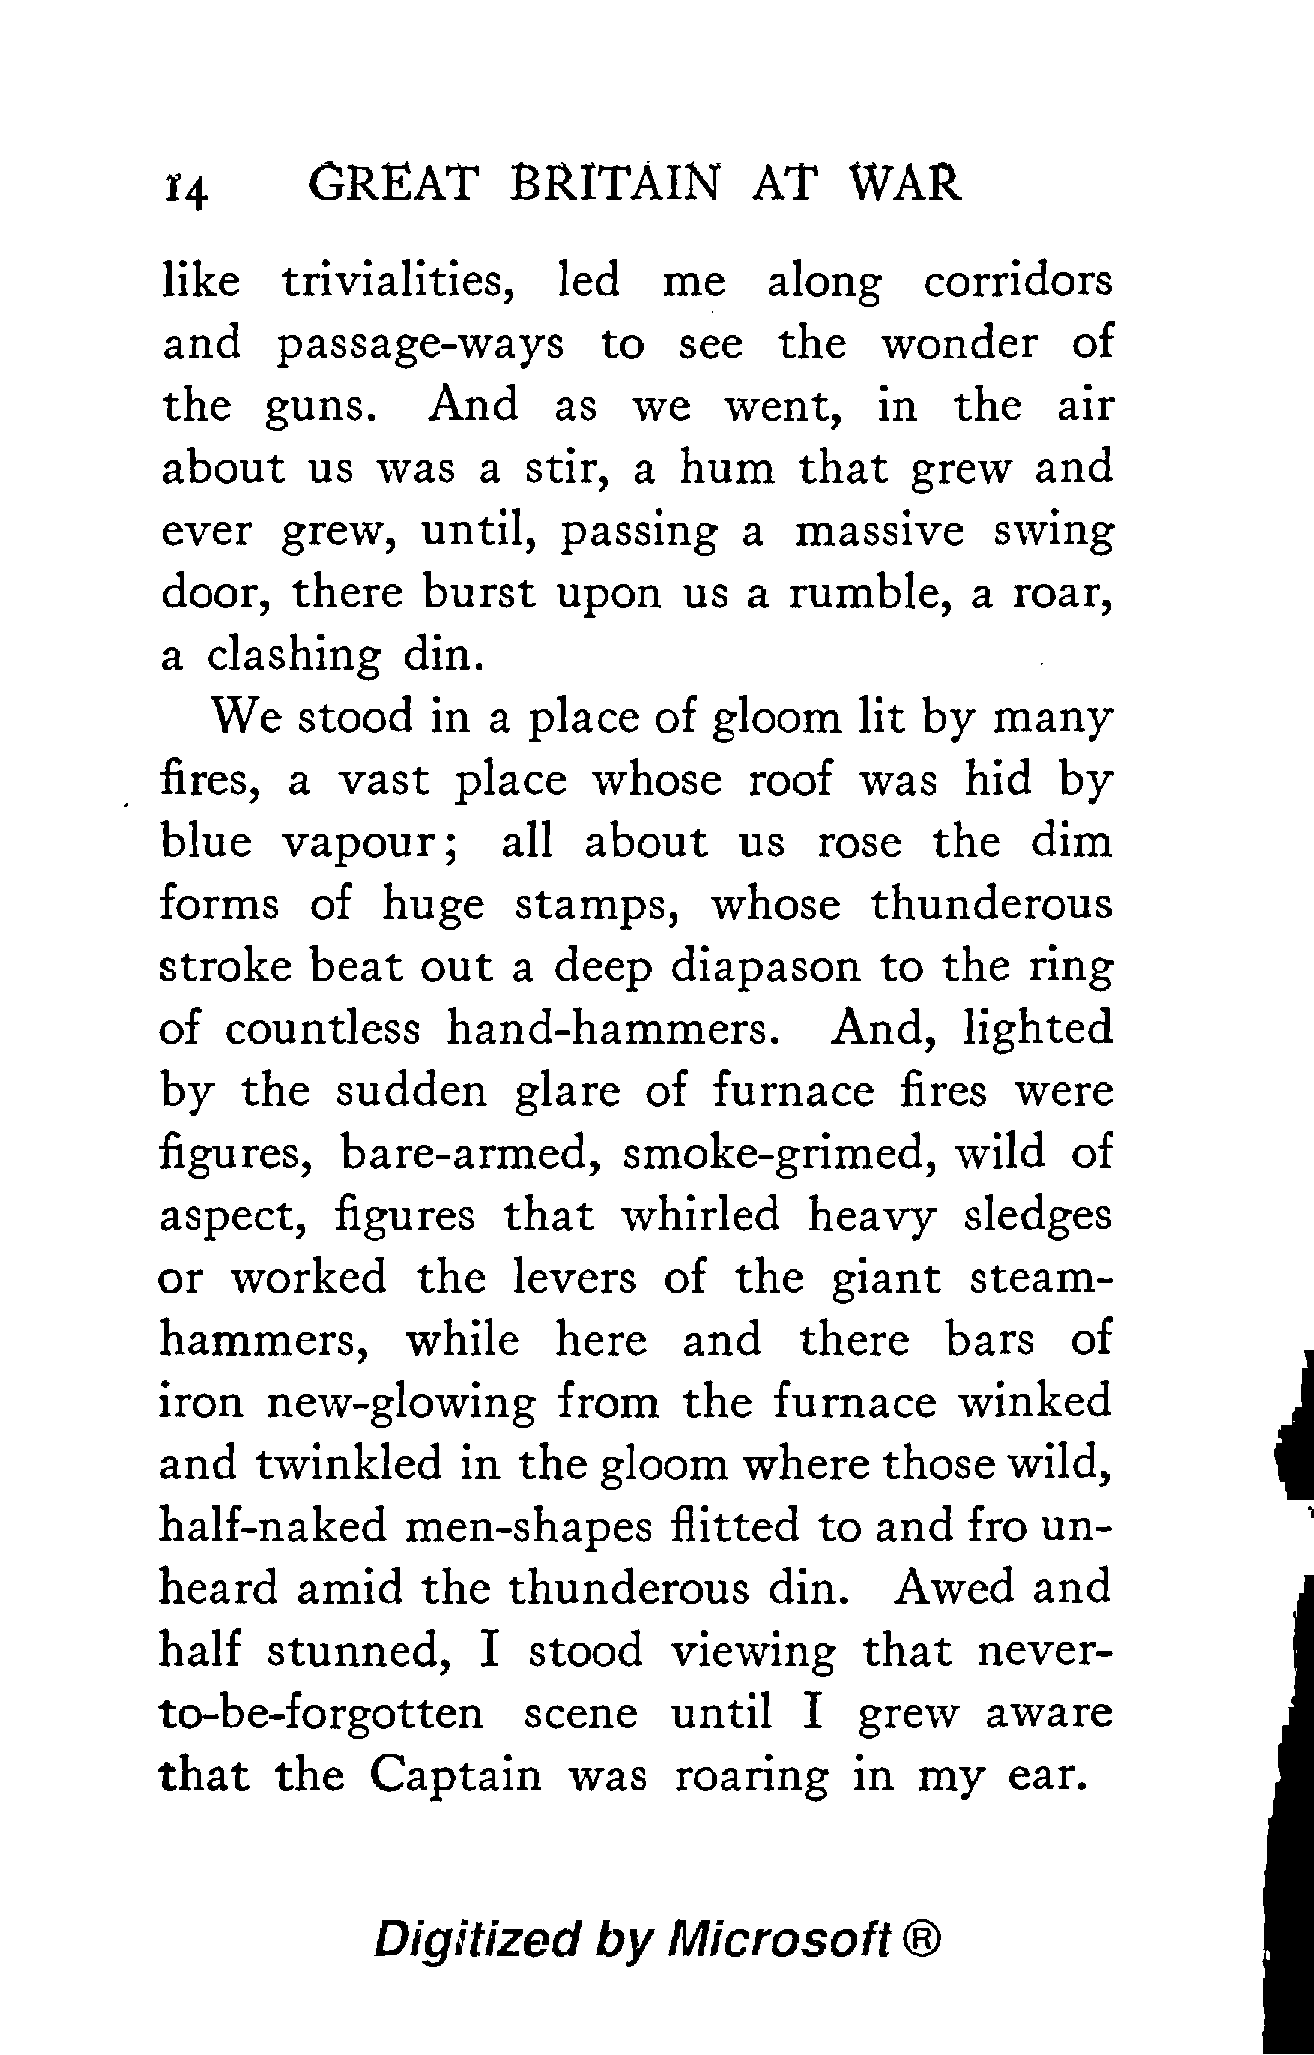 14 GREAT BRITAIN AT WAR
like trivialities, led me along corridors
and passage-ways to see the wonder of
the guns. And as we went, in the air
about us was a stir, a hum that grew and
ever grew, until, passing a massive swing
door, there burst upon us a rumble, a roar,
a clashing din.
We stood in a place of gloom lit by many
fires, a vast place whose roof was hid by
blue vapour; all about us rose the dim
forms of huge stamps, whose thunderous
stroke beat out a deep diapason to the ring
of countless hand-hammers. And, lighted
by the sudden glare of furnace fires were
figures, bare-armed, smoke-grimed, wild of
aspect, figures that whirled heavy sledges
or worked the levers of the giant steam-
hammers, while here and there bars of
iron new-glowing from the furnace winked
and twinkled in the gloom where those wild,
half-naked men-shapes flitted to and fro un-
heard amid the thunderous din. Awed and
half stunned, I stood viewing that never-
to-be-forgotten scene until I grew aware
that the Captain was roaring in my ear.
Digitized by Microsoft ®